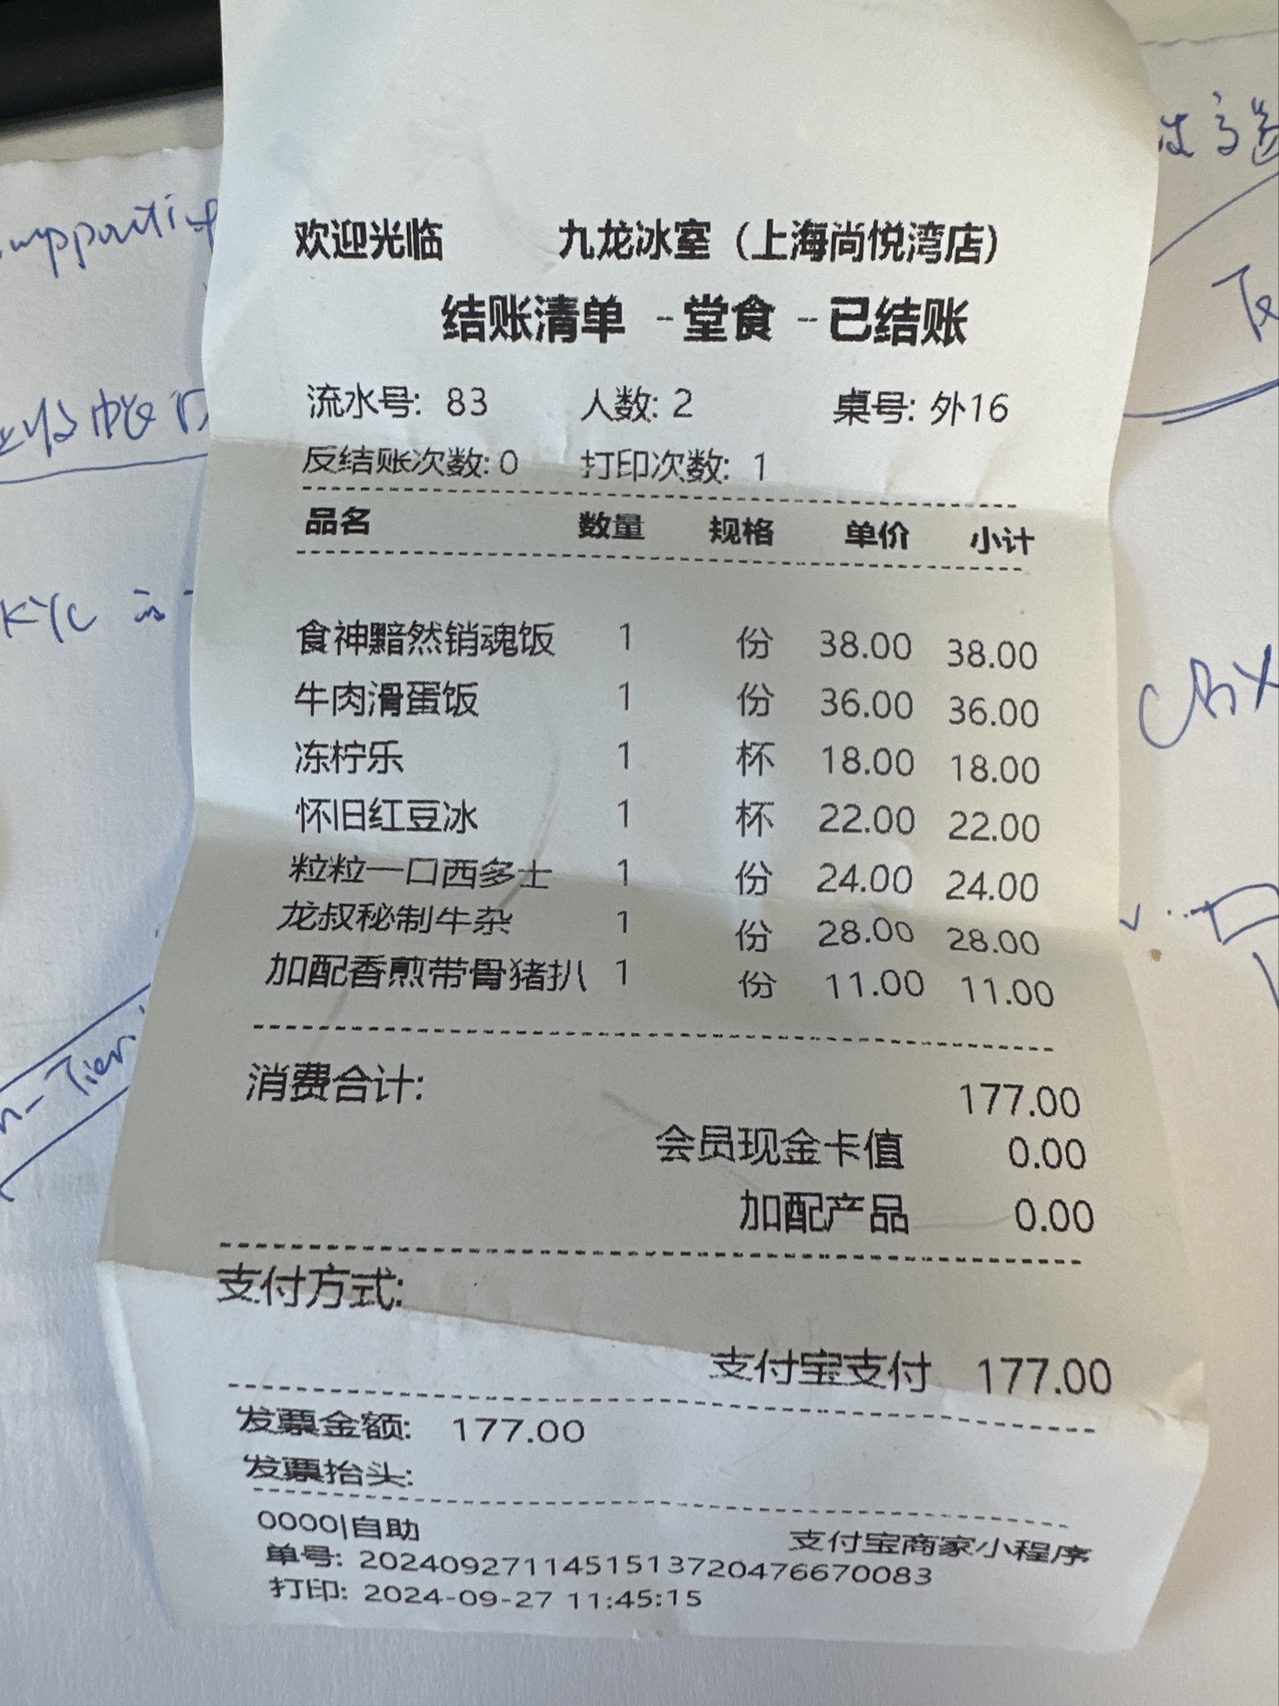 欢迎光临 九龙冰室（上海尚悦湾店）
结账清单 - 堂食 - 已结账
流水号: 83 人数: 2 桌号: 外16
反结账次数: 0 打印次数: 1
品名 数量 规格 单价 小计
食神黯然销魂饭 1 份 38.00 38.00
牛肉滑蛋饭 1 份 36.00 36.00
冻柠乐 1 杯 18.00 18.00
怀旧红豆冰 1 杯 22.00 22.00
粒粒一口西多士 1 份 24.00 24.00
龙叔秘制牛杂 1 份 28.00 28.00
加配香煎带骨猪扒 1 份 11.00 11.00
消费合计: 177.00
会员现金卡值 0.00
加配产品 0.00
支付方式:
支付宝支付 177.00
发票金额: 177.00
发票抬头:
0000|自助 支付宝商家小程序
单号: 2024092711451513720476670083
打印: 2024-09-27 11:45:15
supporting
KYC
CBX
n-Tier